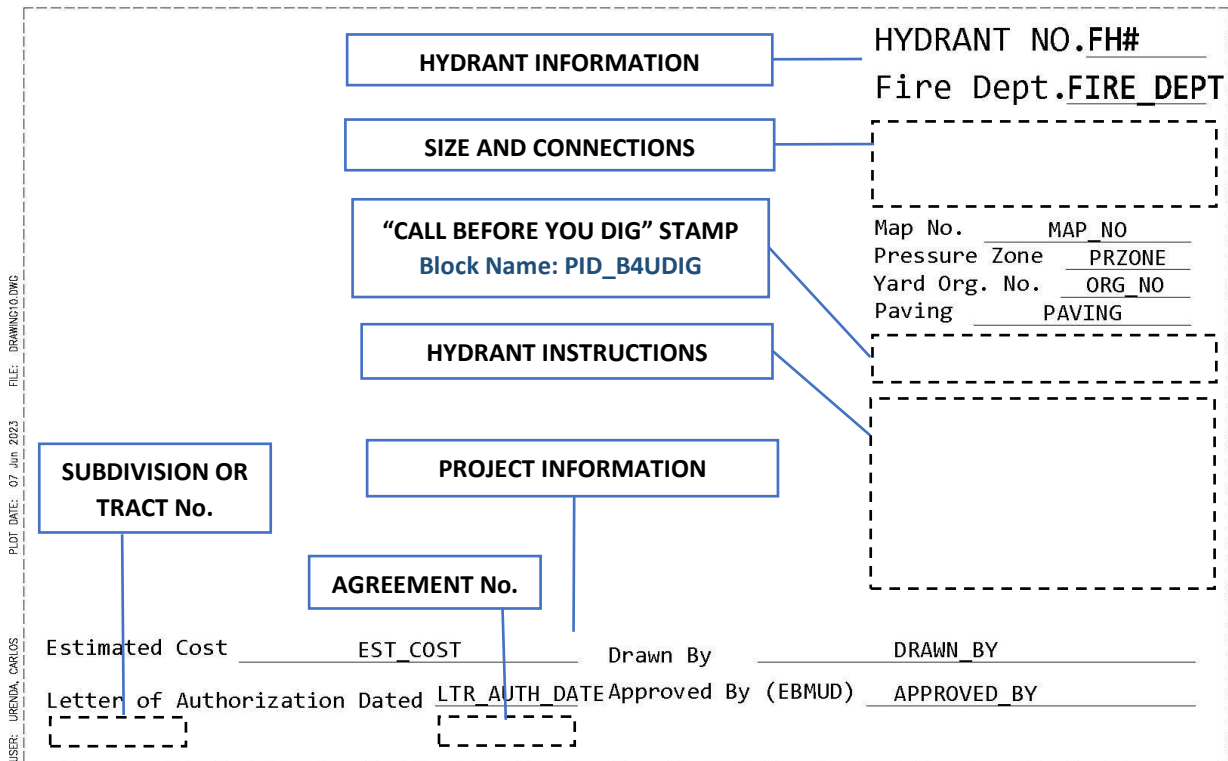 HYDRANT INFORMATION
HYDRANT NO. FH#
Fire Dept. FIRE_DEPT
SIZE AND CONNECTIONS
“CALL BEFORE YOU DIG” STAMP
Block Name: PID_B4UDIG
Map No. MAP_NO
Pressure Zone PRZONE
Yard Org. No. ORG_NO
Paving PAVING
HYDRANT INSTRUCTIONS
SUBDIVISION OR
TRACT No.
PROJECT INFORMATION
AGREEMENT No.
Estimated Cost EST_COST Drawn By DRAWN_BY
Letter of Authorization Dated LTR_AUTH_DATE Approved By (EBMUD) APPROVED_BY
USER: URENDA, CARLOS PLOT DATE: 07 Jun 2023 FILE: DRAWING10.DWG